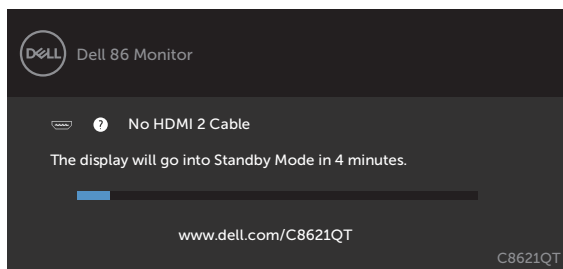 DELL
Dell 86 Monitor
? No HDMI 2 Cable
The display will go into Standby Mode in 4 minutes.
www.dell.com/C8621QT
C8621QT